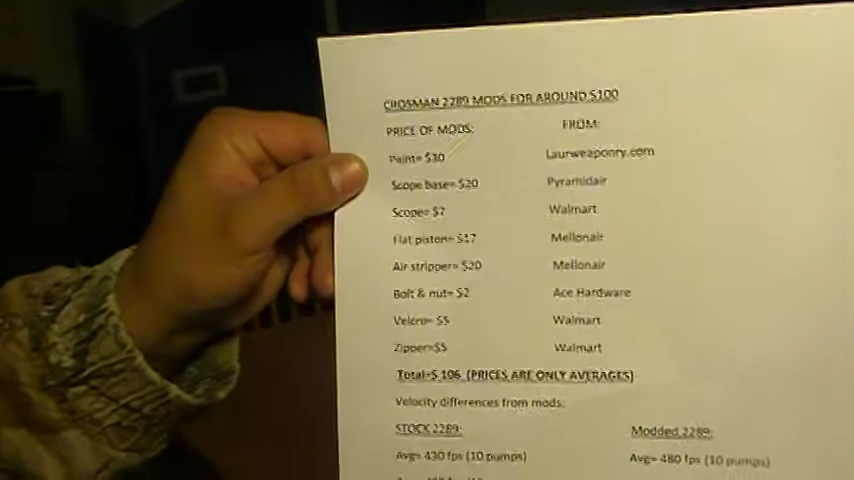 CROSMAN 2289 MODS FOR AROUND $100
PRICE OF MODS: FROM:
Paint= $30 Laurweaponry.com
Scope base= $20 Pyramidair
Scope= $7 Walmart
Flat piston= $17 Mellonair
Air stripper= $20 Mellonair
Bolt & nut= $2 Ace Hardware
Velcro= $5 Walmart
Zipper=$5 Walmart
Total=$ 106 (PRICES ARE ONLY AVERAGES)
Velocity differences from mods:
STOCK 2289: Modded 2289:
Avg= 430 fps (10 pumps) Avg= 480 fps (10 pumps)